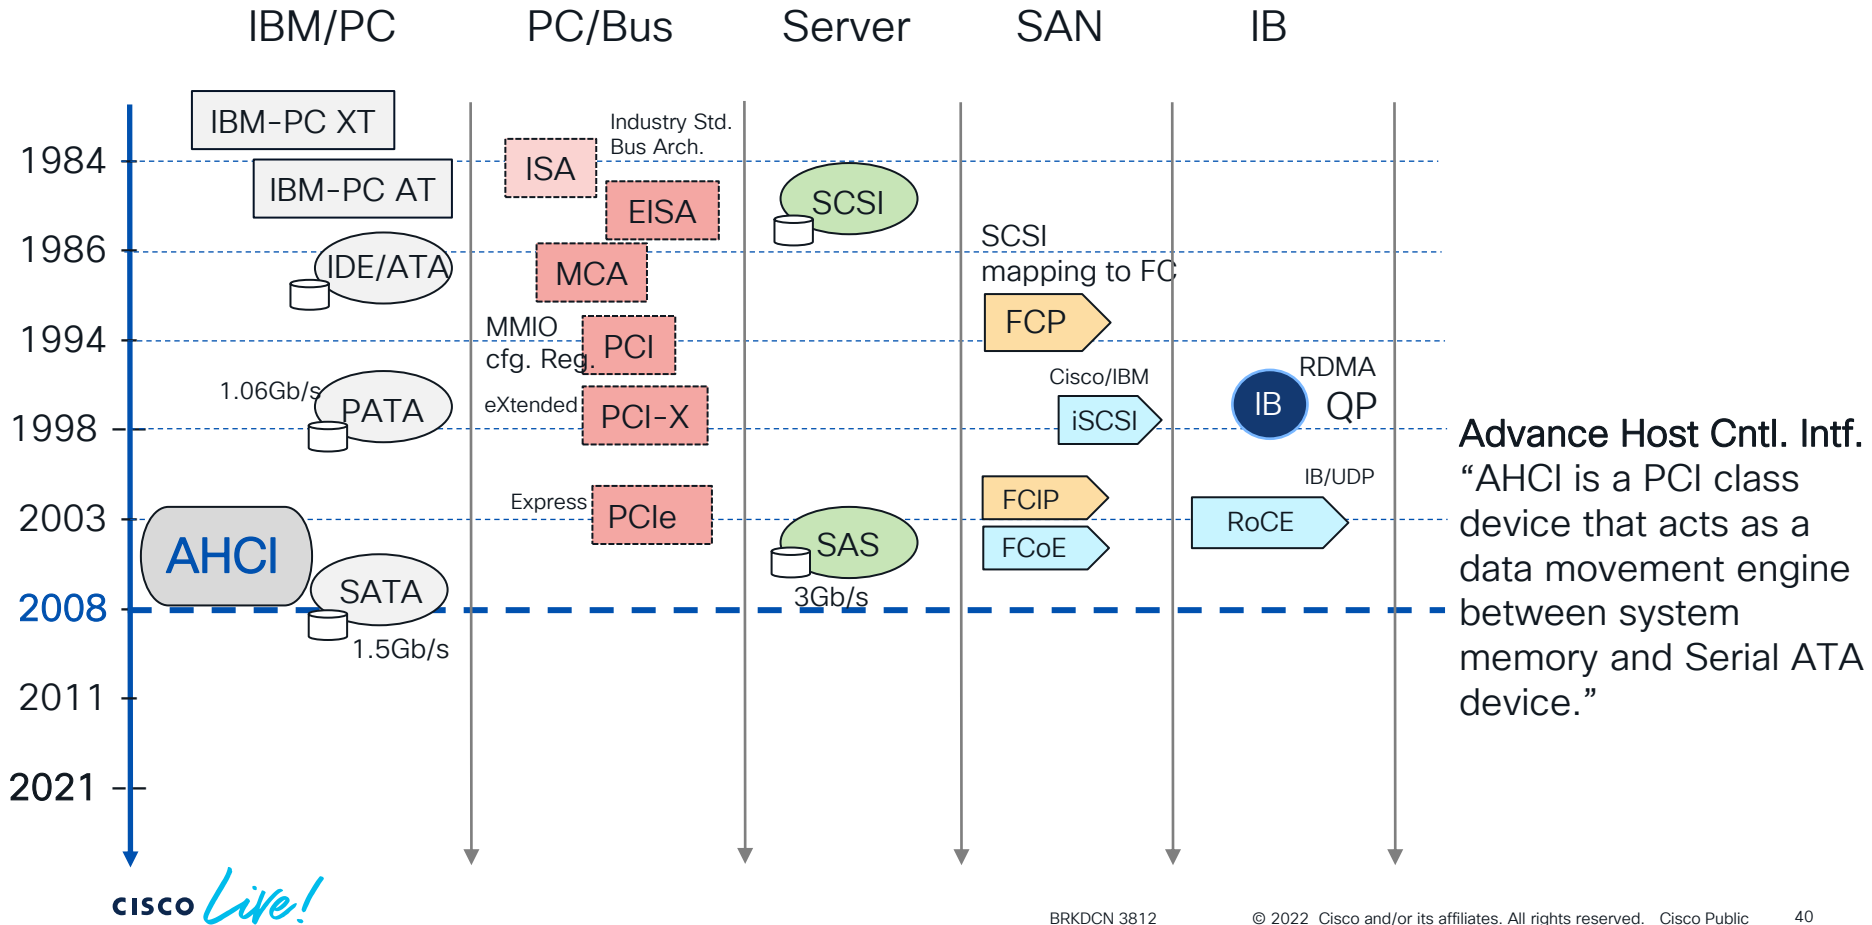 IBM/PC
PC/Bus
Server
SAN
IB
IBM-PC XT
Industry Std.
Bus Arch.
1984
ISA
IBM-PC AT
EISA
SCSI
1986
SCSI
mapping to FC
IDE/ATA
MCA
FCP
1994
MMIO
cfg. Reg.
PCI
Cisco/IBM
RDMA
1.06Gb/s
PATA
eXtended
PCI-X
iSCSI
IB
QP
1998
Advance Host Cntl. Intf.
“AHCI is a PCI class
device that acts as a
data movement engine
between system
memory and Serial ATA
device.”
Express
PCIe
FCIP
IB/UDP
2003
RoCE
AHCI
SAS
FCoE
SATA
3Gb/s
2008
1.5Gb/s
2011
2021
CISCO Live!
BRKDCN 3812
© 2022 Cisco and/or its affiliates. All rights reserved. Cisco Public
40